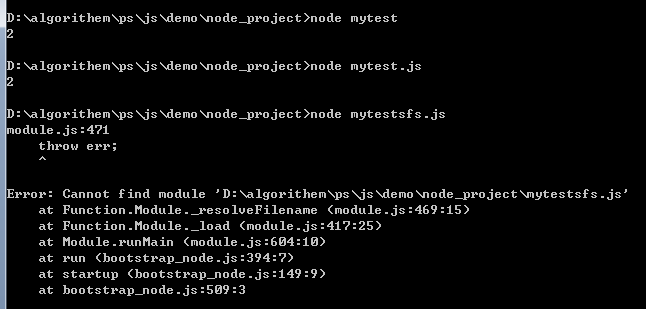 D:\algorithem\ps\js\demo\node_project>node mytest
2
D:\algorithem\ps\js\demo\node_project>node mytest.js
2
D:\algorithem\ps\js\demo\node_project>node mytestsfs.js
module.js:471
    throw err;
    ^
Error: Cannot find module 'D:\algorithem\ps\js\demo\node_project\mytestsfs.js'
    at Function.Module._resolveFilename (module.js:469:15)
    at Function.Module._load (module.js:417:25)
    at Module.runMain (module.js:604:10)
    at run (bootstrap_node.js:394:7)
    at startup (bootstrap_node.js:149:9)
    at bootstrap_node.js:509:3